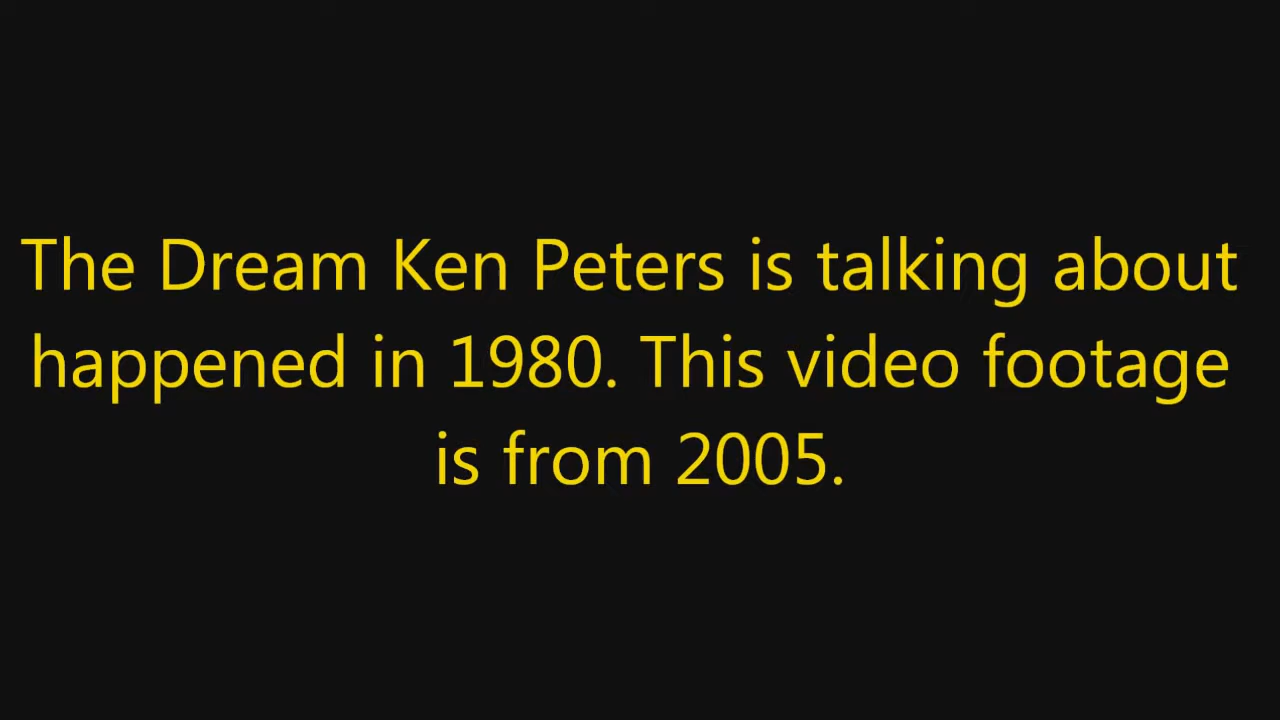 The Dream Ken Peters is talking about
happened in 1980. This video footage
is from 2005.